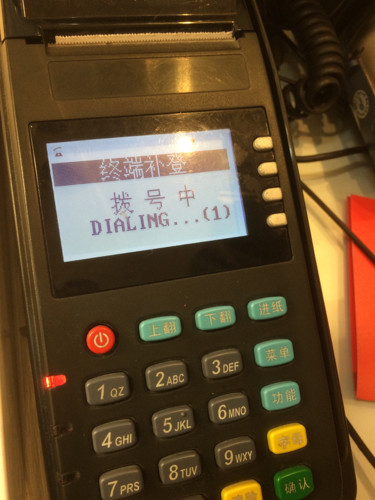 终端补登
拨号中
DIALING...(1)
上翻
下翻
进纸
1 QZ
2 ABC
3 DEF
菜单
4 GHI
5 JKL
6 MNO
功能
7 PRS
8 TUV
9 WXY
确认